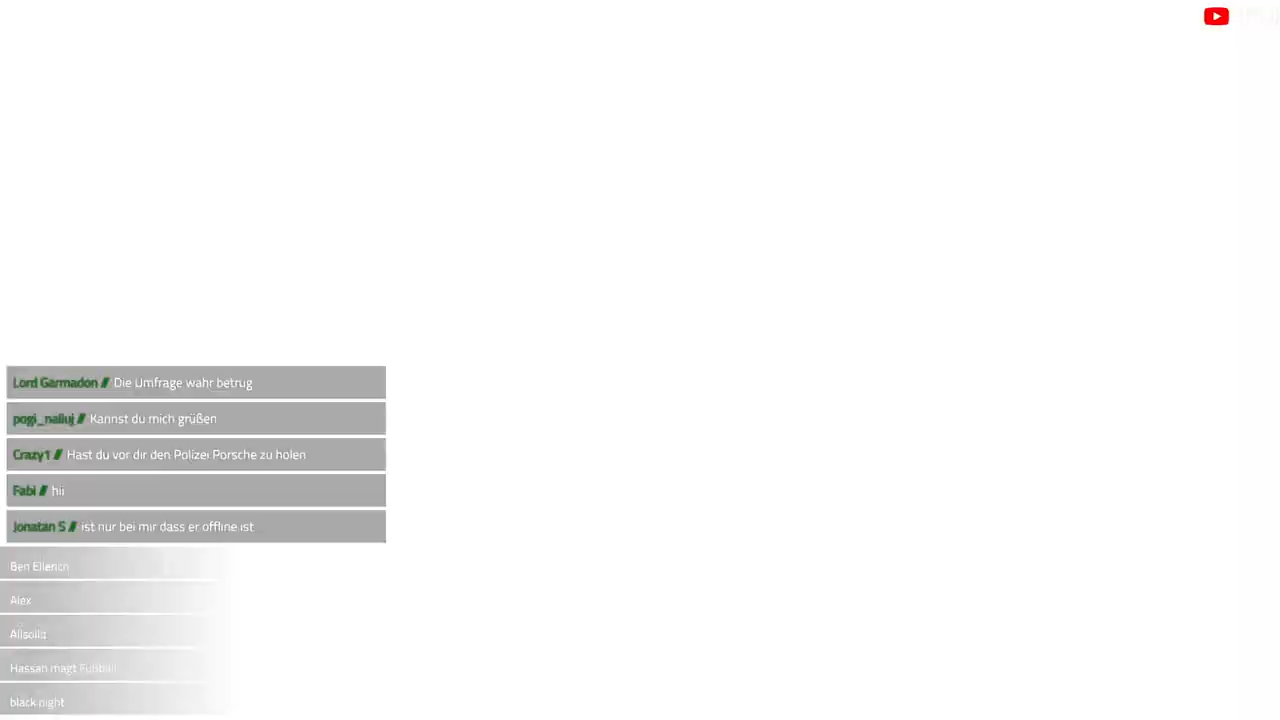 Lord Garmadon // Die Umfrage wahr betrug
pogi_nailuj // Kannst du mich grüßen
Crazy1 // Hast du vor dir den Polizei Porsche zu holen
Fabi // hii
Jonatan S // ist nur bei mir dass er offline ist
Ben Ellerich
Alex
Hassan magt Fußball
black night